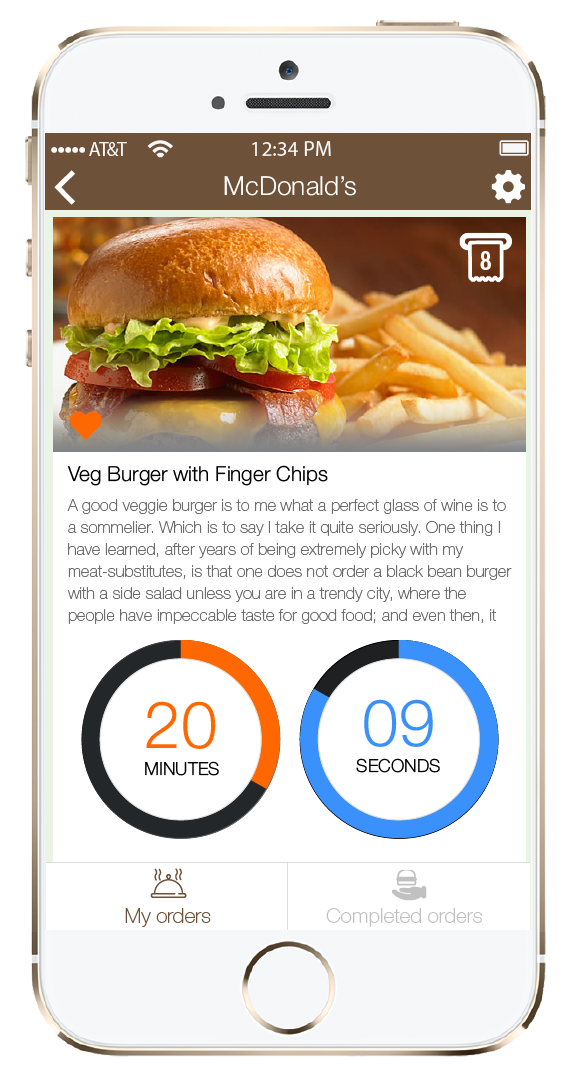 AT&T 12:34 PM
McDonald's
8
Veg Burger with Finger Chips
A good veggie burger is to me what a perfect glass of wine is to
a sommelier. Which is to say I take it quite seriously. One thing I
have learned, after years of being extremely picky with my
meat-substitutes, is that one does not order a black bean burger
with a side salad unless you are in a trendy city, where the
people have impeccable taste for good food; and even then, it
20
MINUTES
09
SECONDS
My orders
Completed orders